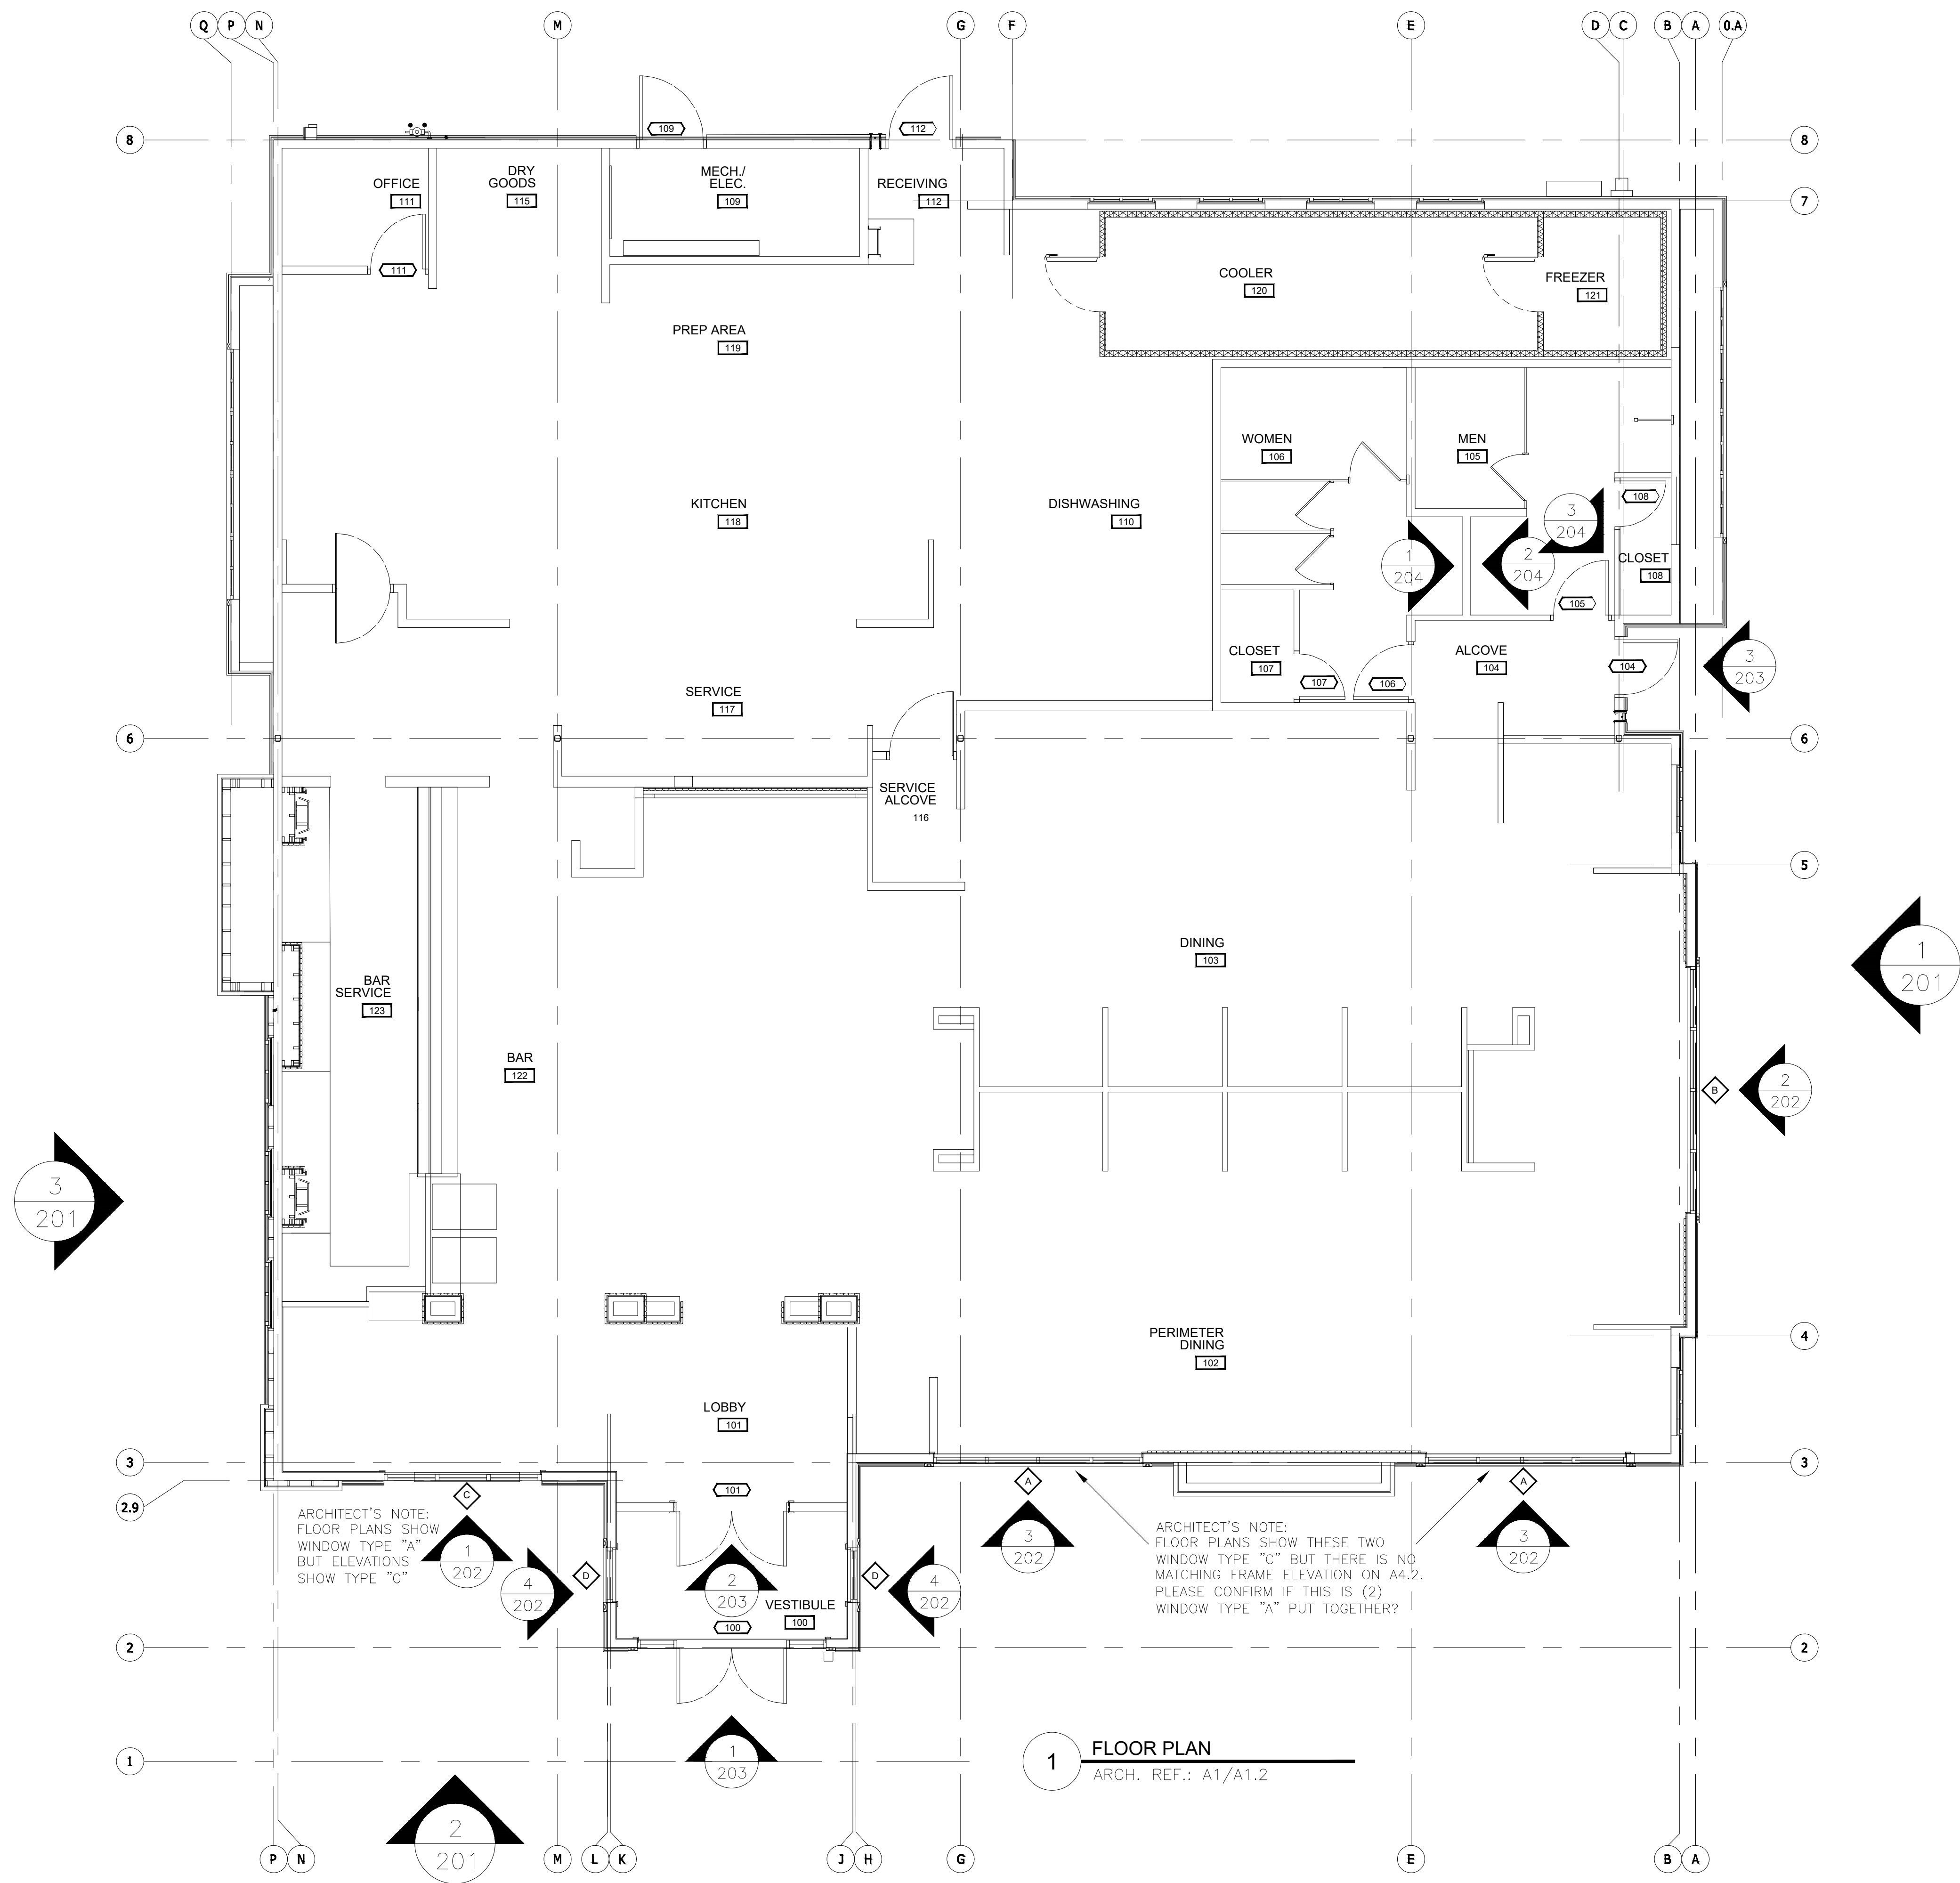 Q P N M G F E D C B A 0.A
8 109 112 8
OFFICE
111
DRY
GOODS
115
MECH./
ELEC.
109
RECEIVING
112
7
111
COOLER
120
FREEZER
121
PREP AREA
119
WOMEN
106
MEN
105
KITCHEN
118
DISHWASHING
110
108
3
204
1
204
2
204
CLOSET
108
105
CLOSET
107
ALCOVE
104
104
3
203
107
106
SERVICE
117
6 6
SERVICE
ALCOVE
116
5
DINING
103
1
201
BAR
SERVICE
123
BAR
122
B
2
202
3
201
PERIMETER
DINING
102
4
LOBBY
101
3 3
2.9
101
C
A
A
ARCHITECT'S NOTE:
FLOOR PLANS SHOW
WINDOW TYPE "A"
BUT ELEVATIONS
SHOW TYPE "C"
1
202
3
202
ARCHITECT'S NOTE:
FLOOR PLANS SHOW THESE TWO
WINDOW TYPE "C" BUT THERE IS NO
MATCHING FRAME ELEVATION ON A4.2.
PLEASE CONFIRM IF THIS IS (2)
WINDOW TYPE "A" PUT TOGETHER?
3
202
4
202
D
2
203
D
4
202
VESTIBULE
100
100
2 2
1
1
203
1
FLOOR PLAN
ARCH. REF.: A1/A1.2
2
201
P N M L K J H G E B A